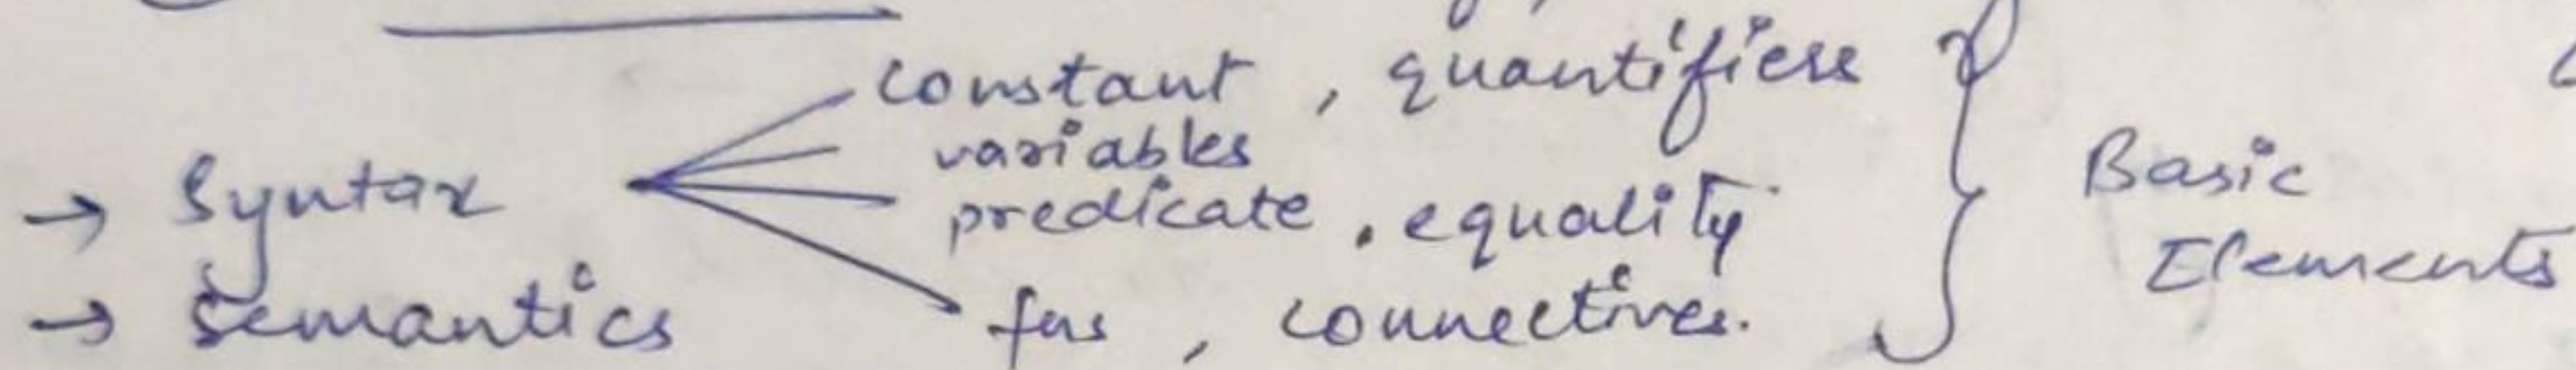 constant , quantifiers
variables
→ Syntax
predicate , equality
Basic
Elements
→ Semantics
fns , connectives.